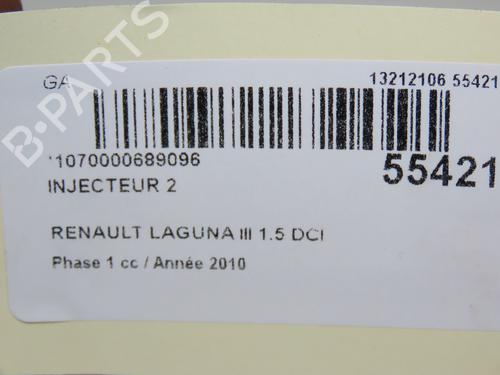 B-PARTS
GA
13212106 55421
'1070000689096
55421
INJECTEUR 2
RENAULT LAGUNA III 1.5 DCI
Phase 1 cc / Année 2010